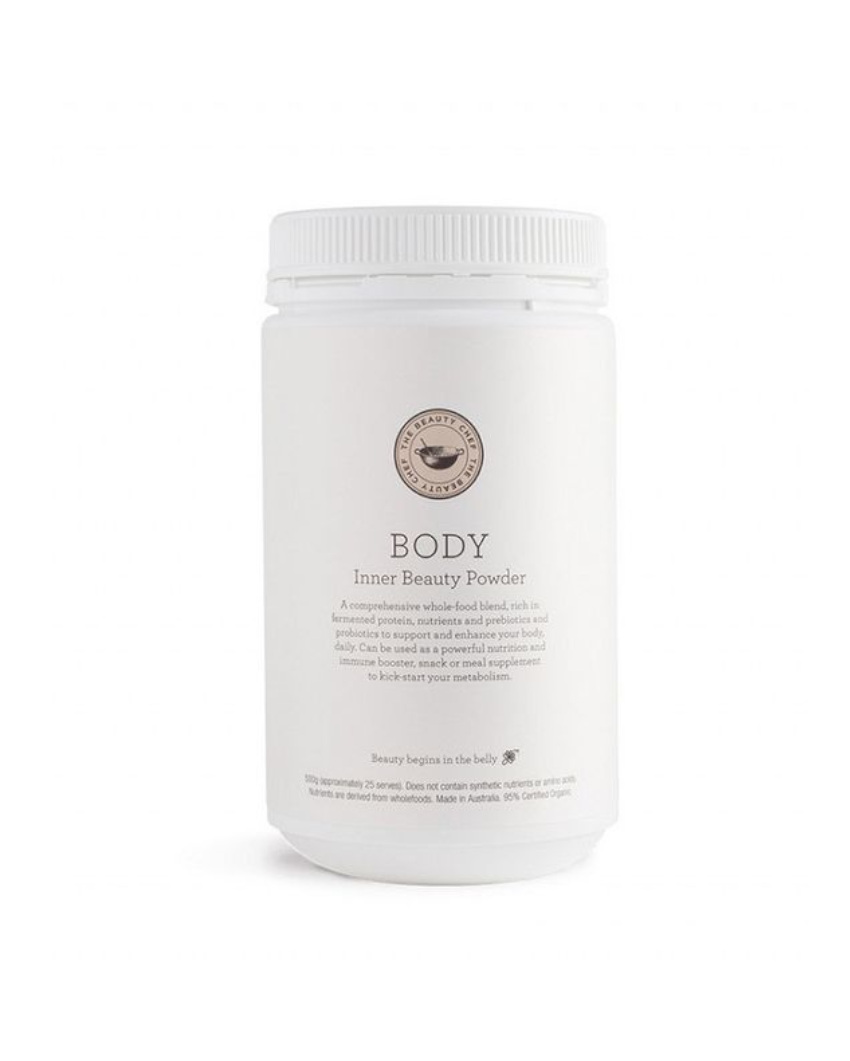 THE BEAUTY CHEF THE BEAUTY CHEF
BODY
Inner Beauty Powder
A comprehensive whole-food blend, rich in
fermented protein, nutrients and prebiotics and
probiotics to support and enhance your body,
daily. Can be used as a powerful nutrition and
immune booster, snack or meal supplement
to kick-start your metabolism.
Beauty begins in the belly
(approximately 25 serves). Does not contain synthetic nutrients or amino acids.
Nutrients are derived from wholefoods. Made in Australia. 95% Certified Organic